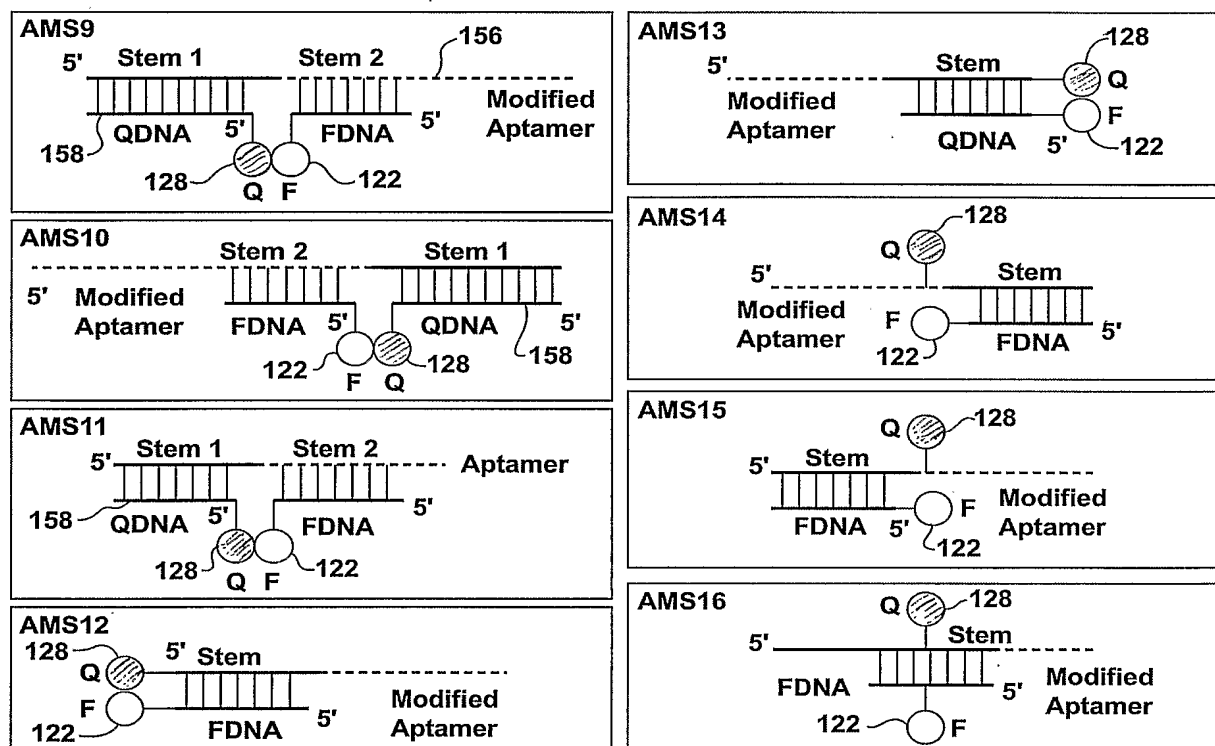 AMS9
5' Stem 1 Stem 2 156
Modified
Aptamer
158 QDNA 5' FDNA 5'
128 Q F 122
AMS10
Stem 2 Stem 1
5' Modified
Aptamer
FDNA 5' QDNA 5'
122 F Q 128 158
AMS11
Stem 1 Stem 2
5' Aptamer
158 QDNA 5' FDNA 5'
128 Q F 122
AMS12
128 5' Stem
Q
F
122 FDNA 5'
Modified
Aptamer
AMS13
128
5' Stem Q
Modified
Aptamer
F
QDNA 5' 122
AMS14
128
Q
5' Stem
Modified
Aptamer
F
122 FDNA 5'
AMS15
Q 128
5' Stem
Modified
Aptamer
F
FDNA 5' 122
AMS16
Q 128
Stem
5'
FDNA 5' Modified
Aptamer
122 F